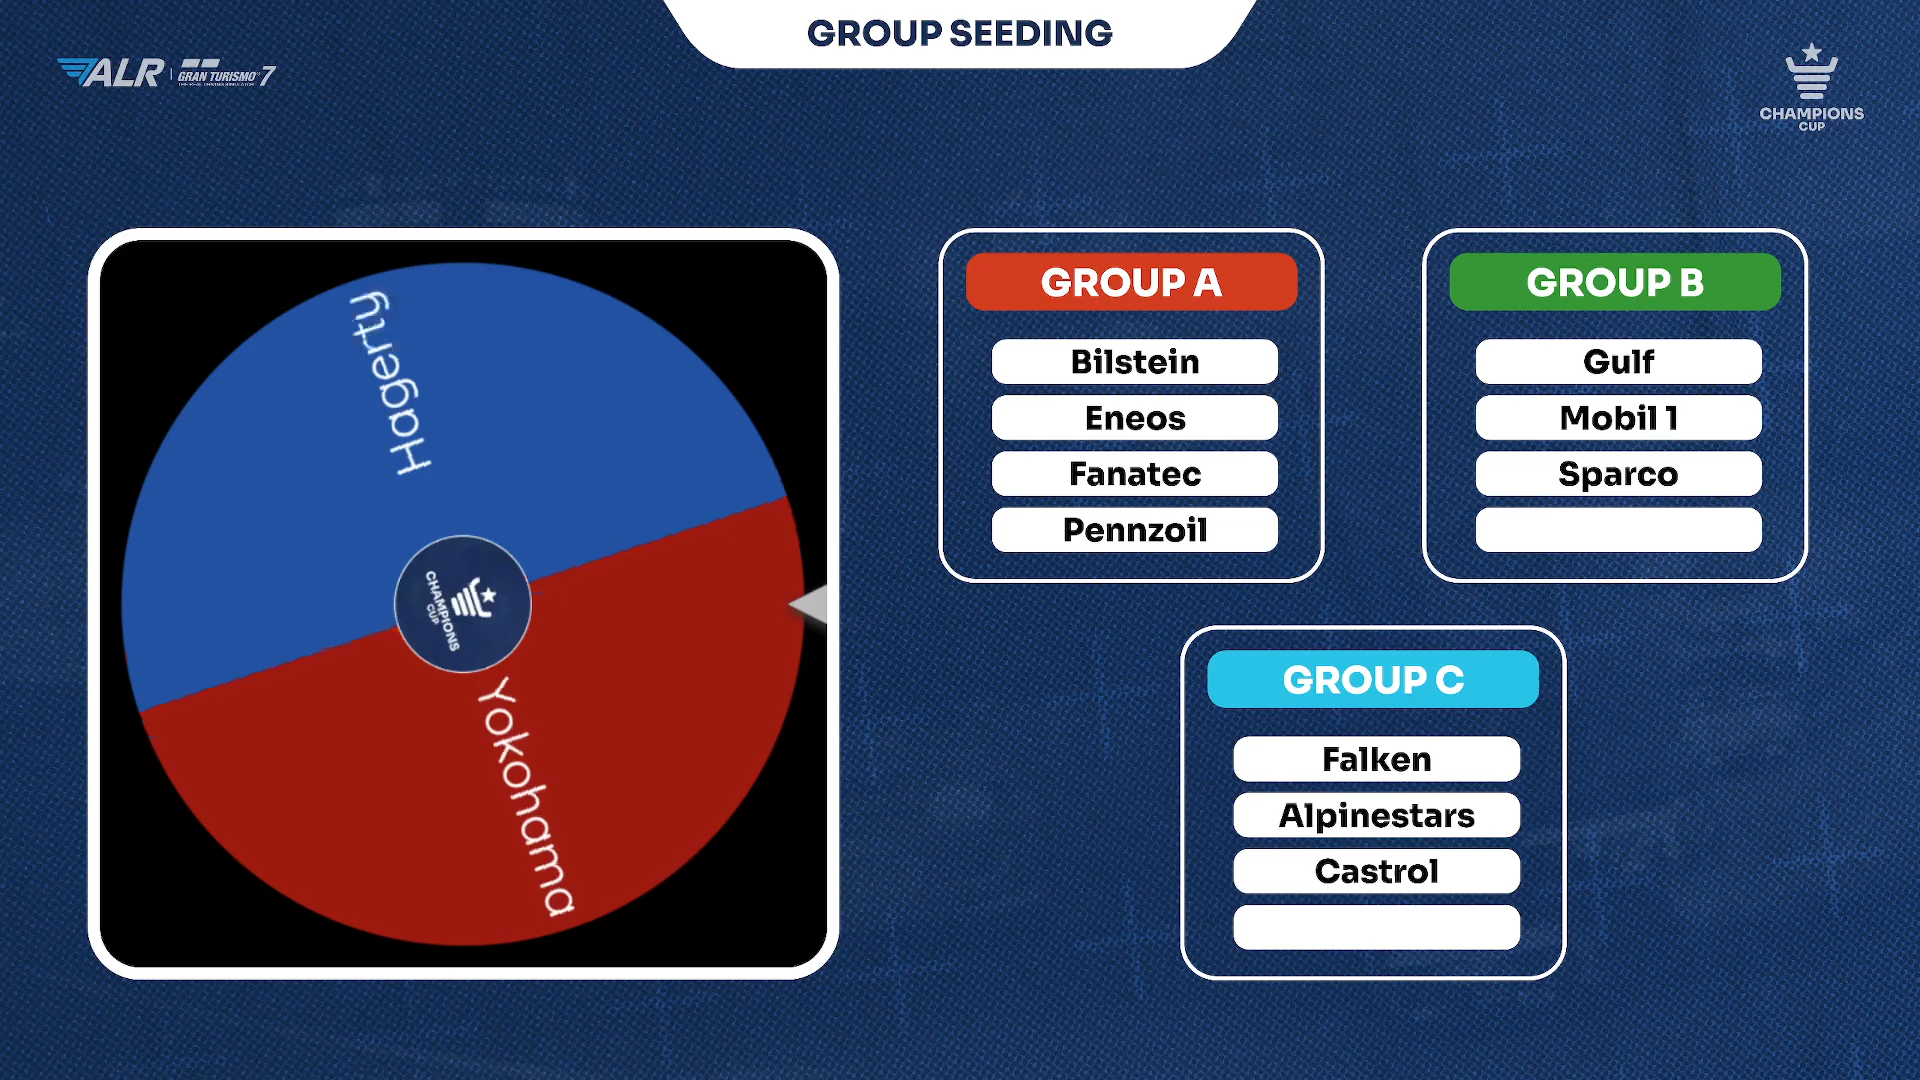 GROUP SEEDING
ALR
GRAN TURISMO 7
CHAMPIONS
CUP
Hagerty
CHAMPIONS
CUP
Yokohama
GROUP A
Bilstein
Eneos
Fanatec
Pennzoil
GROUP B
Gulf
Mobil 1
Sparco
GROUP C
Falken
Alpinestars
Castrol